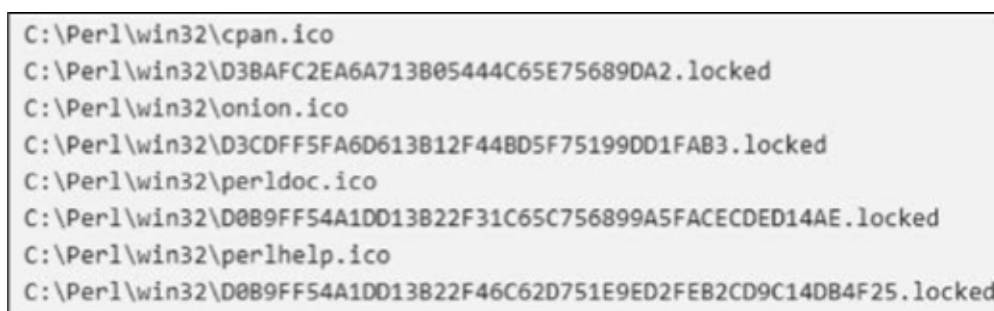 C:\Perl\win32\cpan.ico
C:\Perl\win32\D3BAFC2EA6A713B05444C65E75689DA2.locked
C:\Perl\win32\onion.ico
C:\Perl\win32\D3CDFF5FA6D613B12F44BD5F75199DD1FAB3.locked
C:\Perl\win32\perldoc.ico
C:\Perl\win32\D0B9FF54A1DD13B22F31C65C756899A5FACECDED14AE.locked
C:\Perl\win32\perlhelp.ico
C:\Perl\win32\D0B9FF54A1DD13B22F46C62D751E9ED2FEB2CD9C14DB4F25.locked